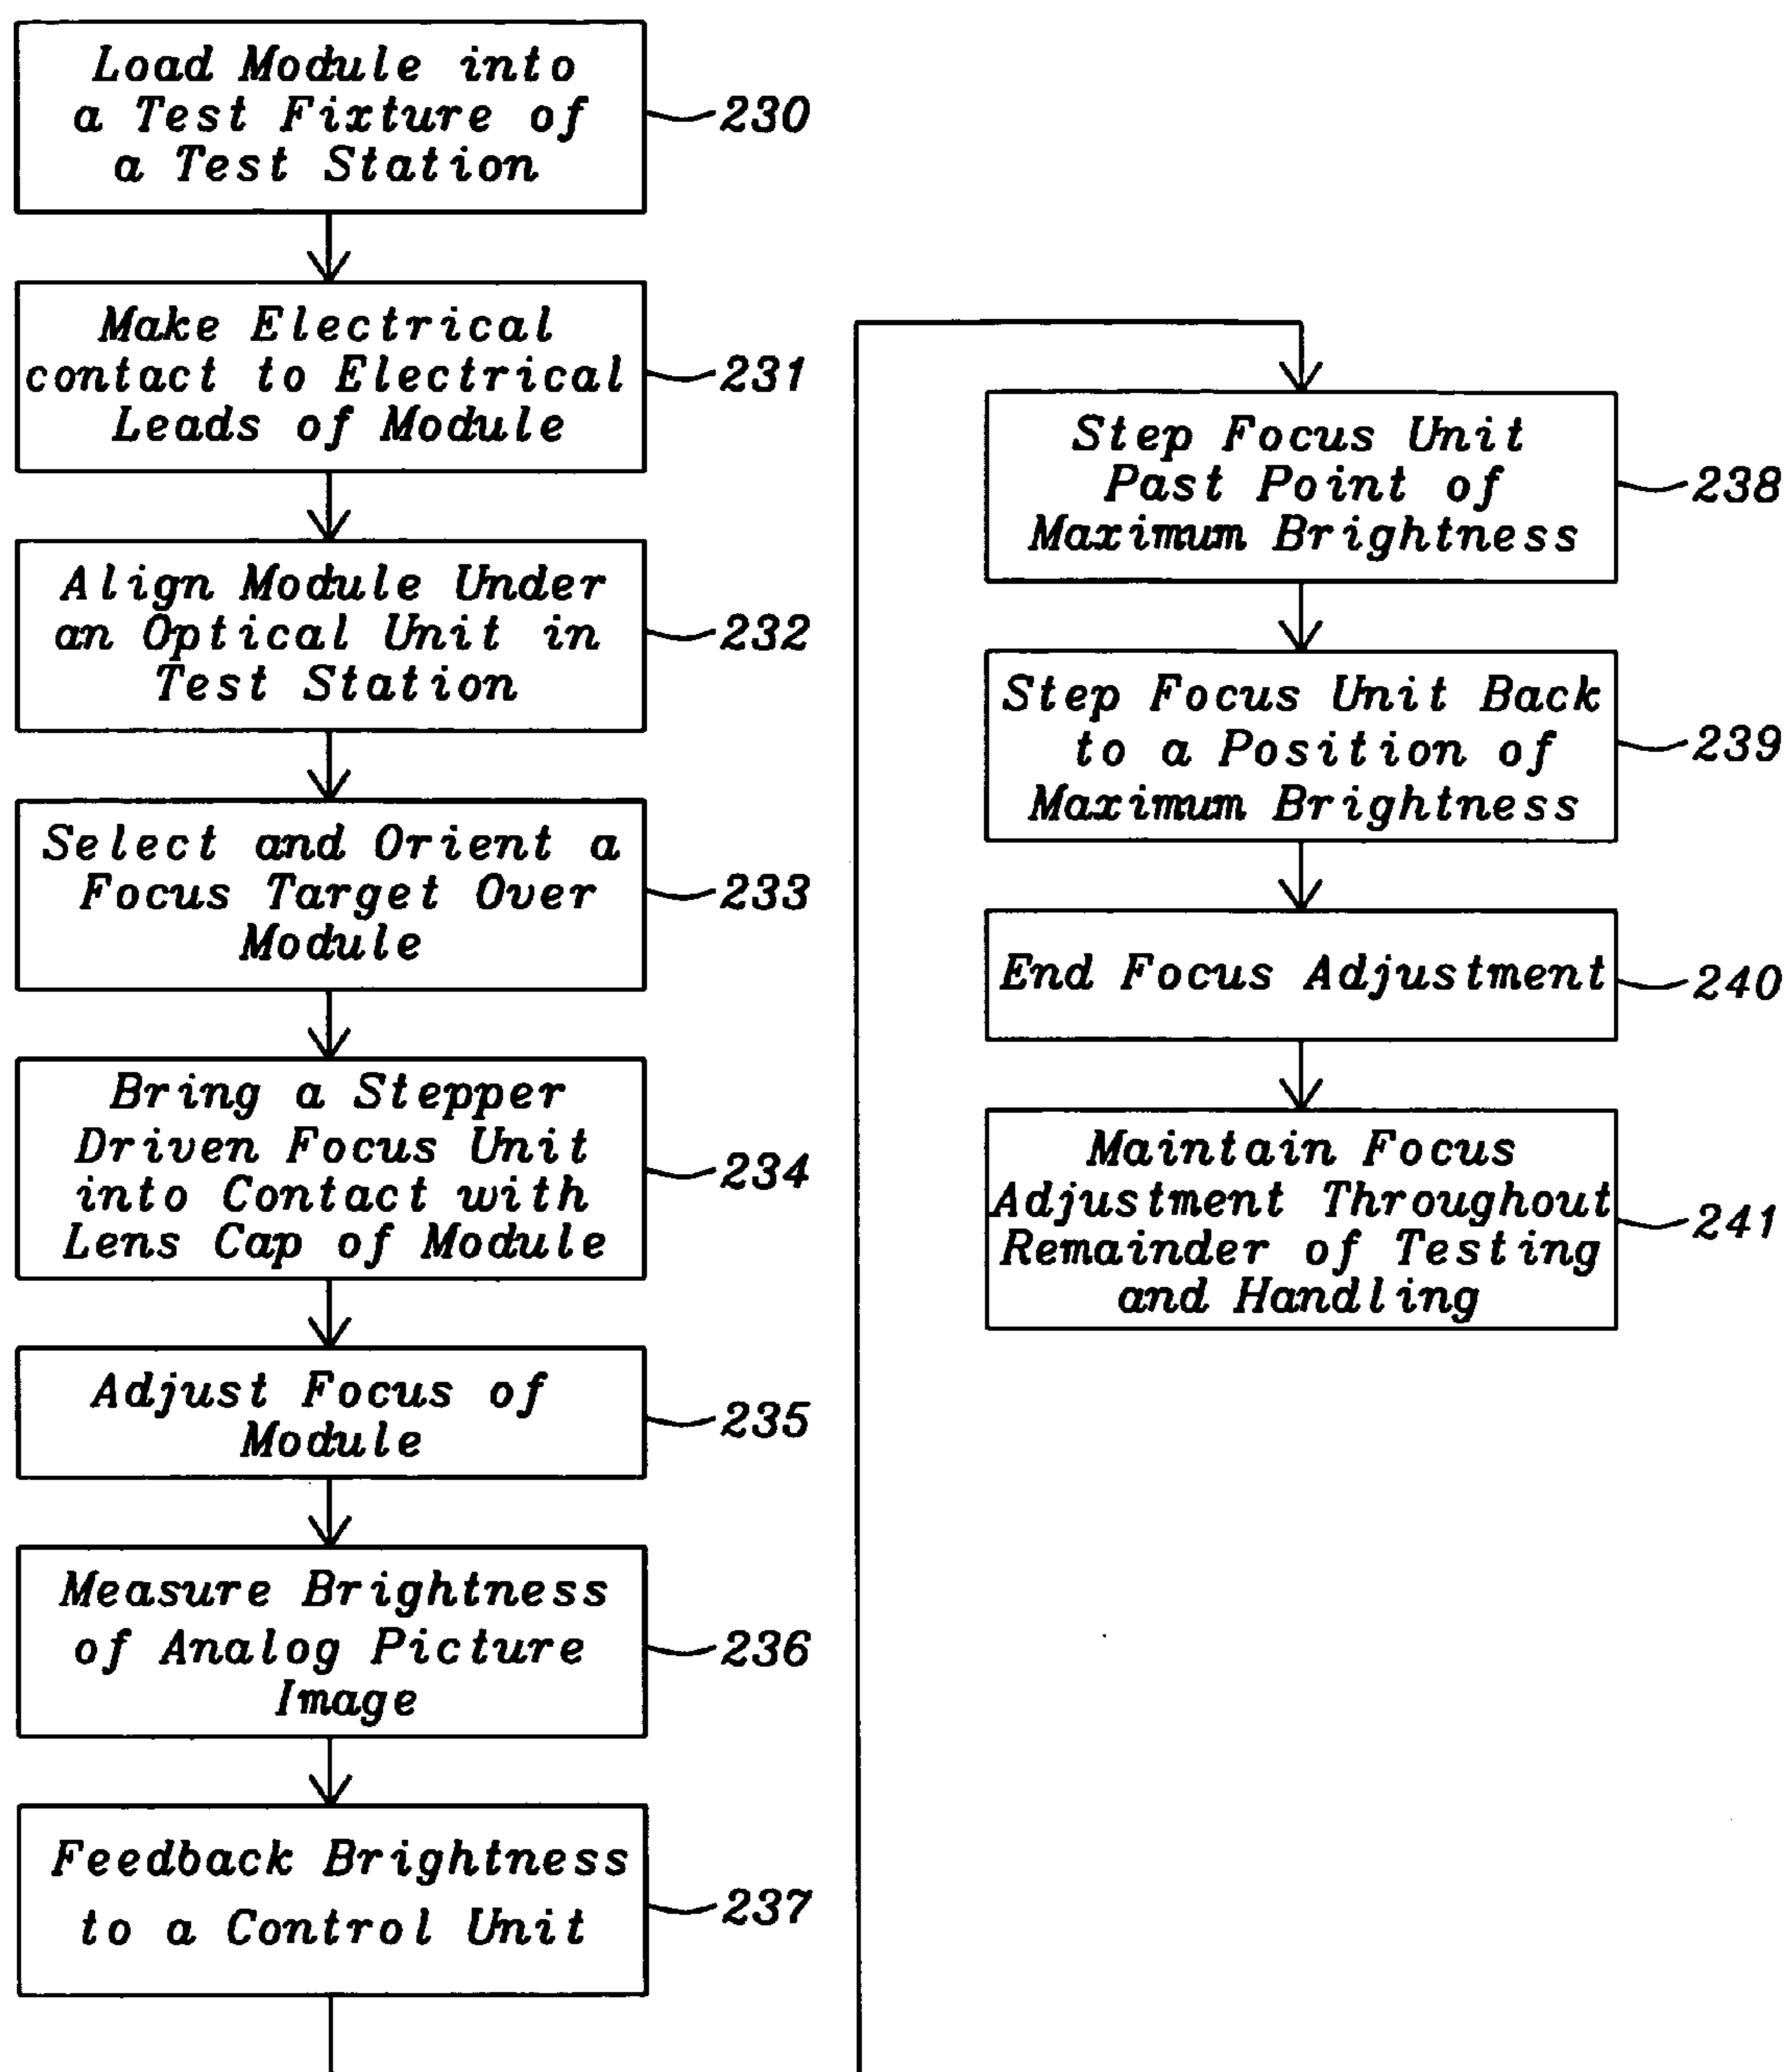 Load Module into
a Test Fixture of
a Test Station
230
Make Electrical
contact to Electrical
Leads of Module
231
Align Module Under
an Optical Unit in
Test Station
232
Select and Orient a
Focus Target Over
Module
233
Bring a Stepper
Driven Focus Unit
into Contact with
Lens Cap of Module
234
Adjust Focus of
Module
235
Measure Brightness
of Analog Picture
Image
236
Feedback Brightness
to a Control Unit
237
Step Focus Unit
Past Point of
Maximum Brightness
238
Step Focus Unit Back
to a Position of
Maximum Brightness
239
End Focus Adjustment
240
Maintain Focus
Adjustment Throughout
Remainder of Testing
and Handling
241